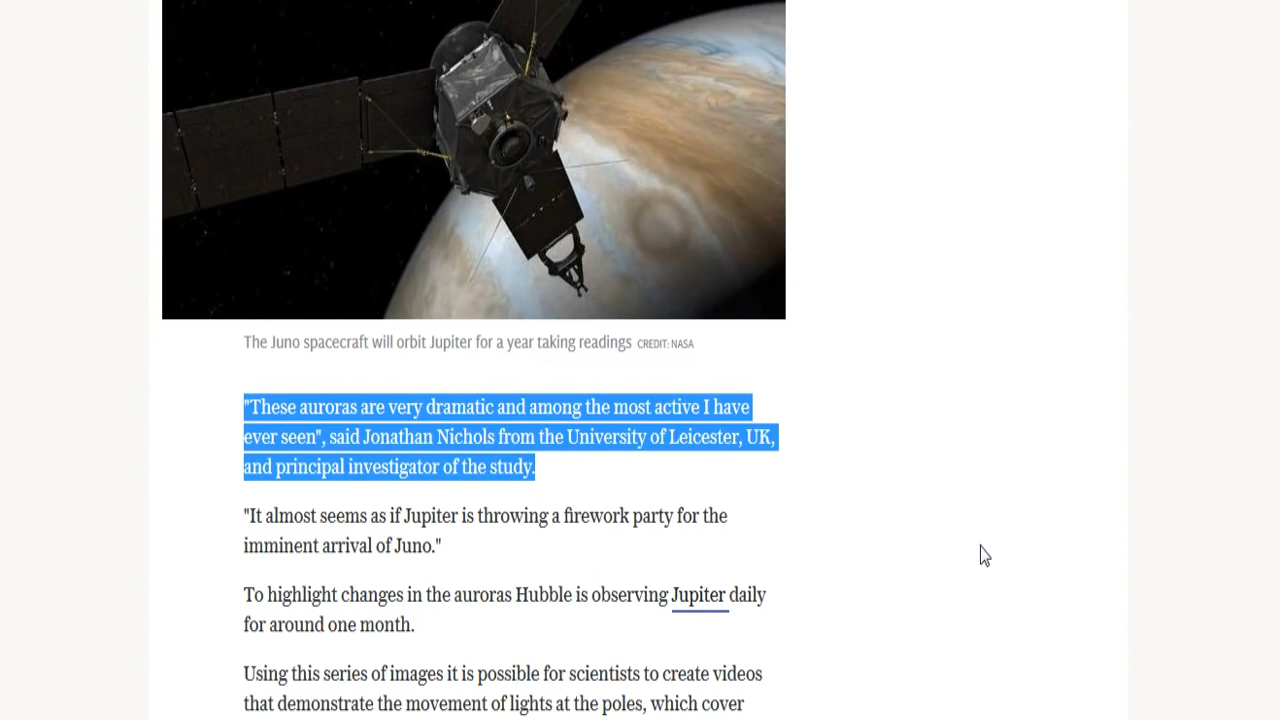 The Juno spacecraft will orbit Jupiter for a year taking readings CREDIT: NASA
"These auroras are very dramatic and among the most active I have
ever seen", said Jonathan Nichols from the University of Leicester, UK,
and principal investigator of the study.
"It almost seems as if Jupiter is throwing a firework party for the
imminent arrival of Juno."
To highlight changes in the auroras Hubble is observing Jupiter daily
for around one month.
Using this series of images it is possible for scientists to create videos
that demonstrate the movement of lights at the poles, which cover